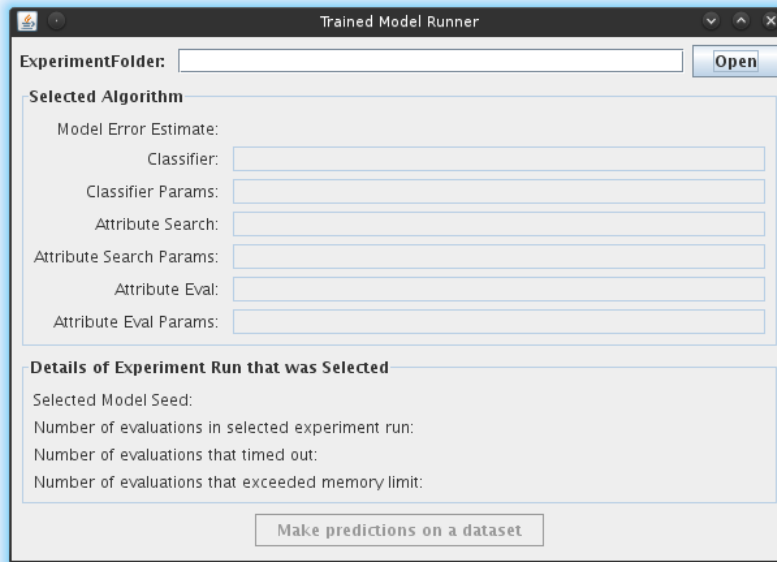 Trained Model Runner
ExperimentFolder: Open
Selected Algorithm
Model Error Estimate:
Classifier:
Classifier Params:
Attribute Search:
Attribute Search Params:
Attribute Eval:
Attribute Eval Params:
Details of Experiment Run that was Selected
Selected Model Seed:
Number of evaluations in selected experiment run:
Number of evaluations that timed out:
Number of evaluations that exceeded memory limit:
Make predictions on a dataset